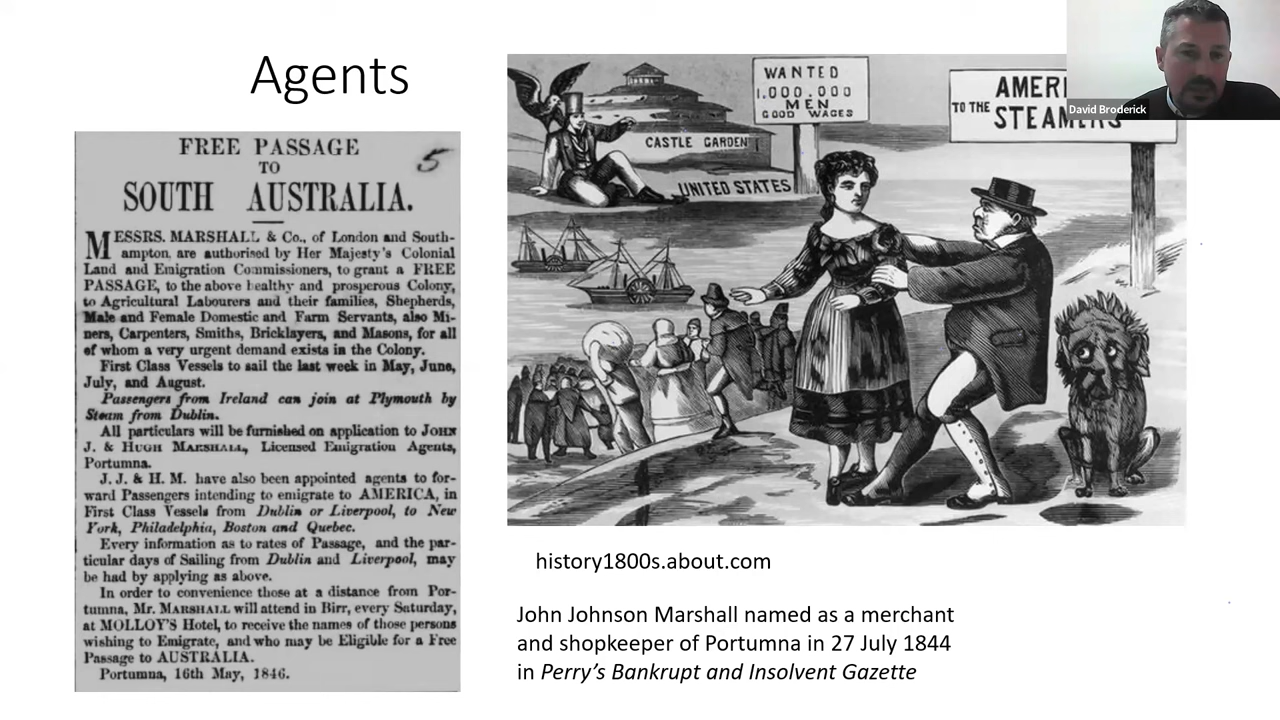 Agents
FREE PASSAGE
5
TO
SOUTH AUSTRALIA.
MESSRS. MARSHALL & Co., of London and South-
ampton, are authorised by Her Majesty's Colonial
Land and Emigration Commissioners, to grant a FREE
PASSAGE, to the above healthy and prosperous Colony,
to Agricultural Labourers and their families, Shepherds,
Male and Female Domestic and Farm Servants, also Mi-
ners, Carpenters, Smiths, Bricklayers, and Masons, for all
of whom a very urgent demand exists in the Colony.
First Class Vessels to sail the last week in May, June,
July, and August.
Passengers from Ireland can join at Plymouth by
Steam from Dublin.
All particulars will be furnished on application to JOHN
J. & HUGH MARSHALL, Licensed Emigration Agents,
Portumna.
J. J. & H. M. have also been appointed agents to for-
ward Passengers intending to emigrate to AMERICA, in
First Class Vessels from Dublin or Liverpool, to New
York, Philadelphia, Boston and Quebec.
Every information as to rates of Passage, and the par-
ticular days of Sailing from Dublin and Liverpool, may
be had by applying as above.
In order to convenience those at a distance from Por-
tumna, Mr. MARSHALL will attend in Birr, every Saturday,
at MOLLOY'S Hotel, to receive the names of those persons
wishing to Emigrate, and who may be Eligible for a Free
Passage to AUSTRALIA.
Portumna, 16th May, 1846.
WANTED
1.000.000
MEN
GOOD WAGES
CASTLE GARDEN
UNITED STATES
AMERI
TO THE STEAMERS
David Broderick
history1800s.about.com
John Johnson Marshall named as a merchant
and shopkeeper of Portumna in 27 July 1844
in Perry's Bankrupt and Insolvent Gazette